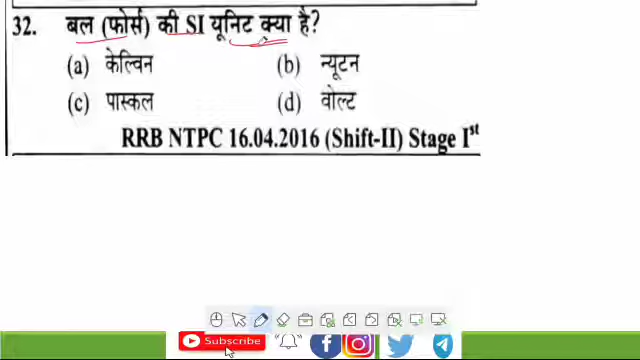 32. बल (फोर्स) की SI यूनिट क्या है?
(a) केल्विन (b) न्यूटन
(c) पास्कल (d) वोल्ट
RRB NTPC 16.04.2016 (Shift-II) Stage Ist
Subscribe